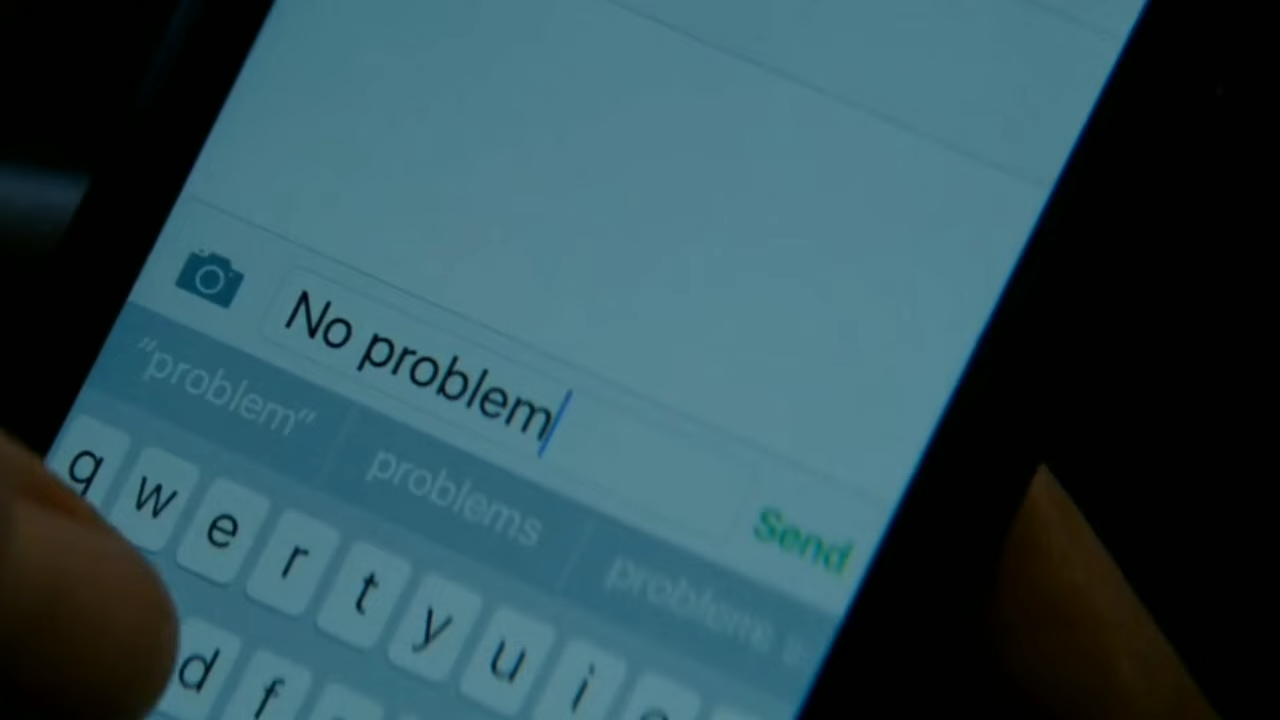 No problem
Send
“problem” problems
q w e r t y u i
d f